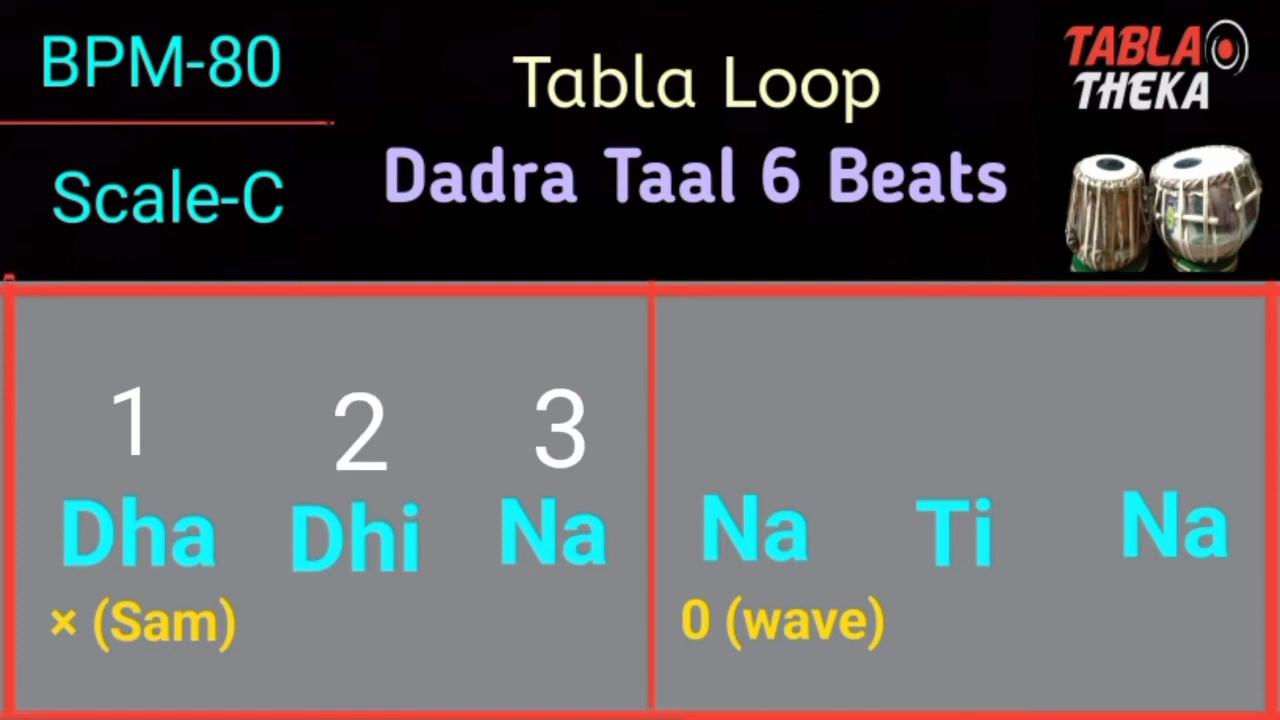 BPM-80
Scale-C
Tabla Loop
Dadra Taal 6 Beats
TABLA
THEKA
1 2 3
Dha Dhi Na Na Ti Na
× (Sam) 0 (wave)